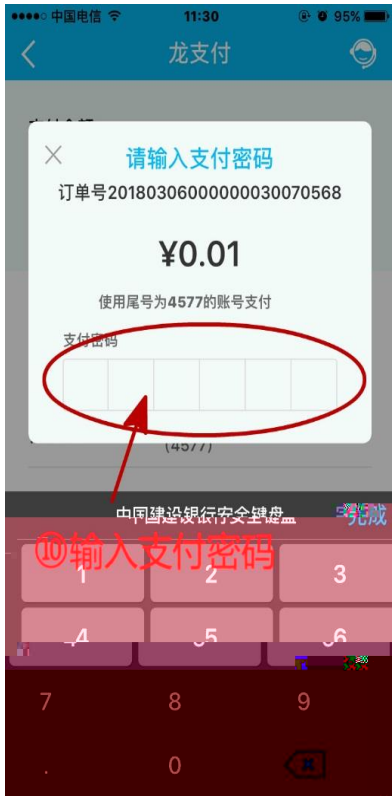 中国电信 11:30 95%
龙支付
请输入支付密码
订单号20180306000000030070568
¥0.01
使用尾号为4577的账号支付
支付密码
(4577)
中国建设银行安全键盘 完成
⑩输入支付密码
1 2 3
4 5 6
7 8 9
. 0